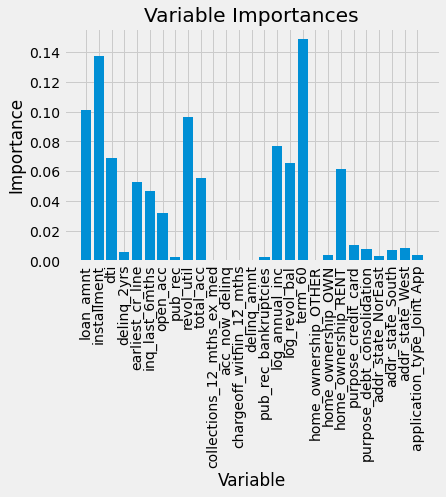 Variable Importances
Importance
0.14
0.12
0.10
0.08
0.06
0.04
0.02
0.00
loan_amnt
installment
dti
delinq_2yrs
earliest_cr_line
inq_last_6mths
open_acc
pub_rec
revol_util
total_acc
collections_12_mths_ex_med
acc_now_delinq
chargeoff_within_12_mths
delinq_amnt
pub_rec_bankruptcies
log_annual_inc
log_revol_bal
term_60
home_ownership_OTHER
home_ownership_OWN
home_ownership_RENT
purpose_credit_card
purpose_debt_consolidation
addr_state_Northeast
addr_state_South
addr_state_West
application_type_Joint App
Variable